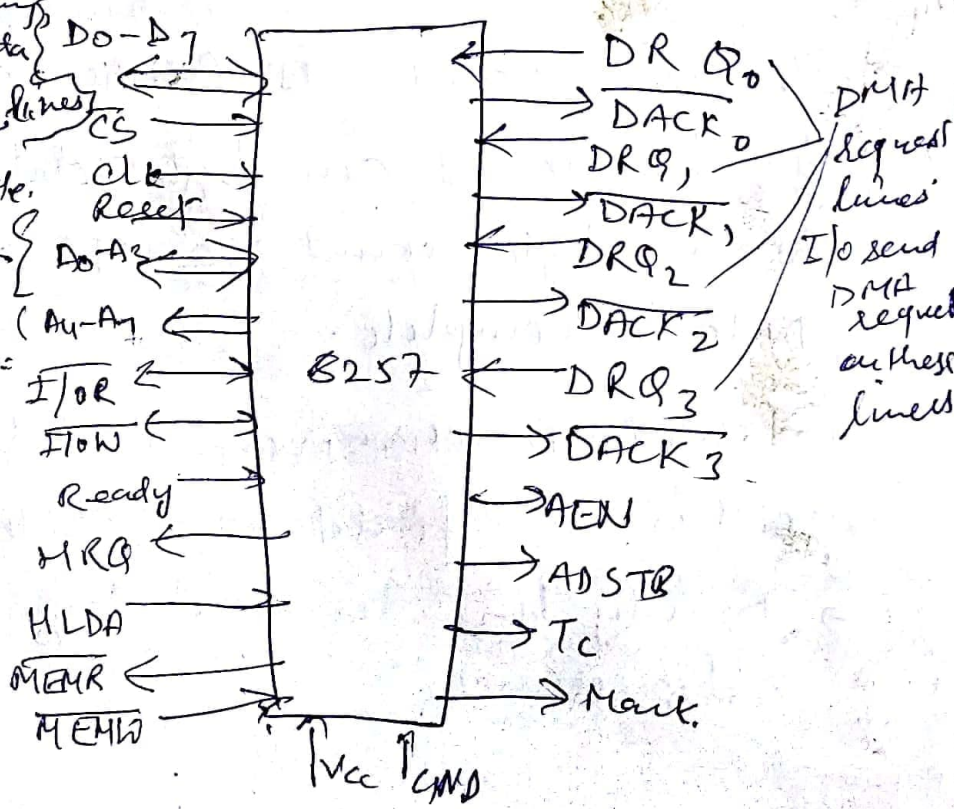 D0-D7
lines
CS
Clk
Reset
A0-A3
(A4-A7
I/OR
I/OW
Ready
HRQ
HLDA
MEMR
MEMW
Vcc
GND
8257
DRQ0
DACK0
DRQ1
DACK1
DRQ2
DACK2
DRQ3
DACK3
AEN
ADSTB
TC
Mark.
DMA
request
lines
I/O send
DMA
reques
on these
lines